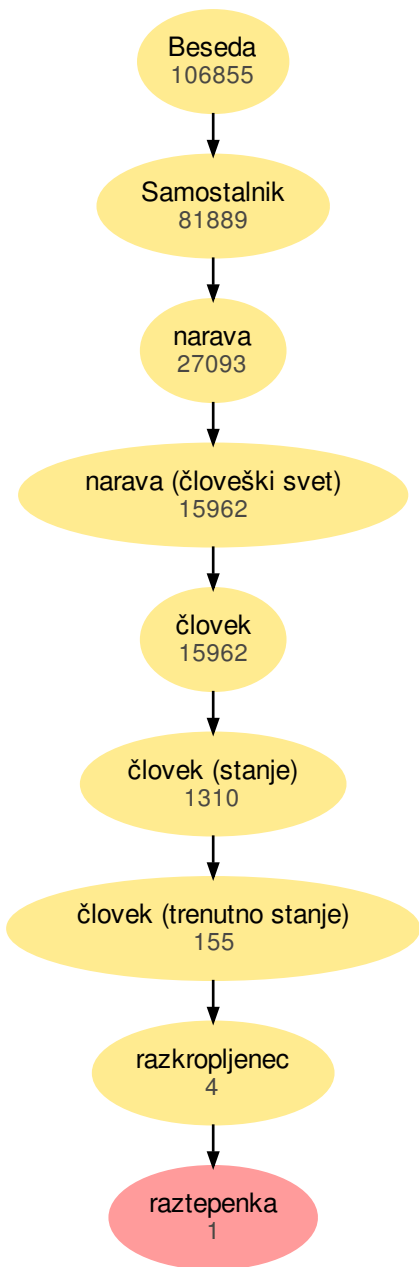 Beseda
106855
Samostalnik
81889
narava
27093
narava (človeški svet)
15962
človek
15962
človek (stanje)
1310
človek (trenutno stanje)
155
razkropljenec
4
raztepenka
1